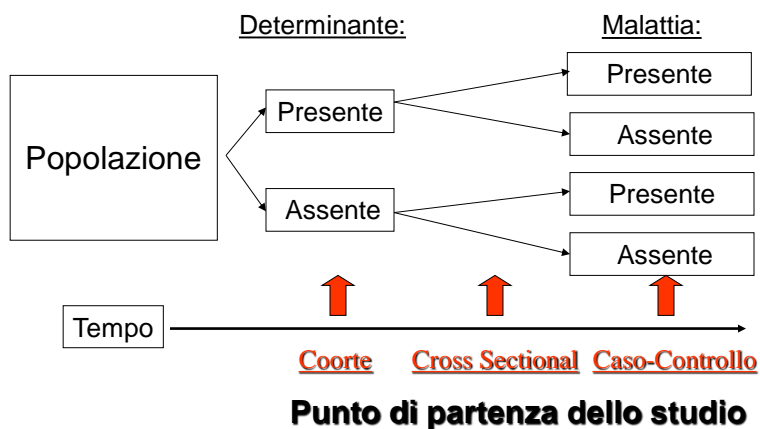 Determinante: Malattia:
Presente
Presente
Assente
Popolazione
Presente
Assente
Assente
Tempo
Coorte Cross Sectional Caso-Controllo
Punto di partenza dello studio